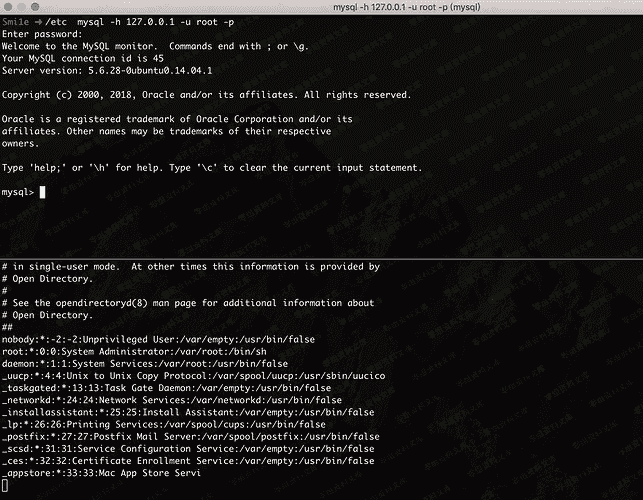 mysql -h 127.0.0.1 -u root -p (mysql)
Smi1e ➜ /etc  mysql -h 127.0.0.1 -u root -p
Enter password:
Welcome to the MySQL monitor.  Commands end with ; or \g.
Your MySQL connection id is 45
Server version: 5.6.28-0ubuntu0.14.04.1
Copyright (c) 2000, 2018, Oracle and/or its affiliates. All rights reserved.
Oracle is a registered trademark of Oracle Corporation and/or its
affiliates. Other names may be trademarks of their respective
owners.
Type 'help;' or '\h' for help. Type '\c' to clear the current input statement.
mysql>
# in single-user mode.  At other times this information is provided by
# Open Directory.
#
# See the opendirectoryd(8) man page for additional information about
# Open Directory.
##
nobody:*:-2:-2:Unprivileged User:/var/empty:/usr/bin/false
root:*:0:0:System Administrator:/var/root:/bin/sh
daemon:*:1:1:System Services:/var/root:/usr/bin/false
_uucp:*:4:4:Unix to Unix Copy Protocol:/var/spool/uucp:/usr/sbin/uucico
_taskgated:*:13:13:Task Gate Daemon:/var/empty:/usr/bin/false
_networkd:*:24:24:Network Services:/var/networkd:/usr/bin/false
_installassistant:*:25:25:Install Assistant:/var/empty:/usr/bin/false
_lp:*:26:26:Printing Services:/var/spool/cups:/usr/bin/false
_postfix:*:27:27:Postfix Mail Server:/var/spool/postfix:/usr/bin/false
_scsd:*:31:31:Service Configuration Service:/var/empty:/usr/bin/false
_ces:*:32:32:Certificate Enrollment Service:/var/empty:/usr/bin/false
_appstore:*:33:33:Mac App Store Servi